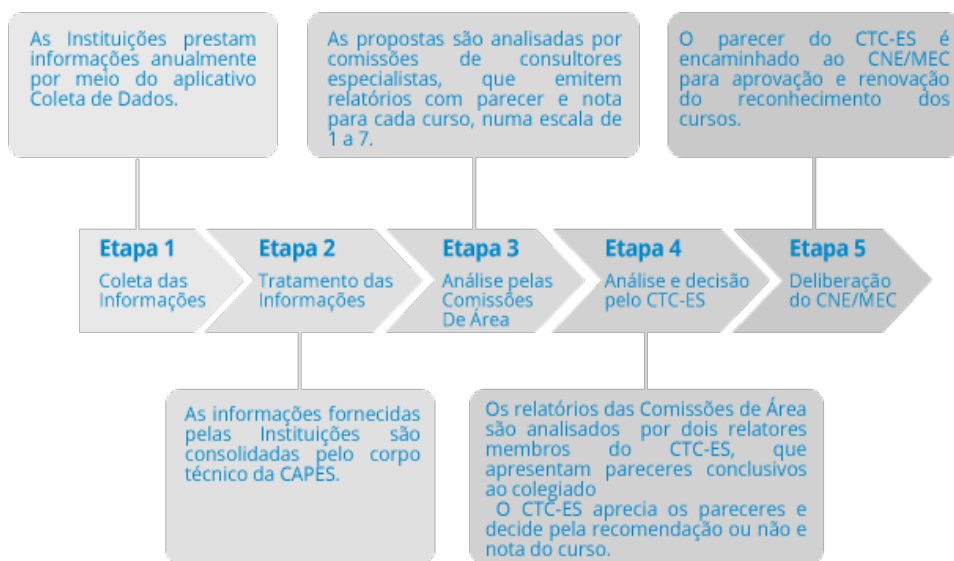 As Instituições prestam
informações anualmente
por meio do aplicativo
Coleta de Dados.
As propostas são analisadas por
comissões de consultores
especialistas, que emitem
relatórios com parecer e nota
para cada curso, numa escala de
1 a 7.
O parecer do CTC-ES é
encaminhado ao CNE/MEC
para aprovação e renovação
do reconhecimento dos
cursos.
Etapa 1
Coleta das
Informações
Etapa 2
Tratamento das
Informações
Etapa 3
Análise pelas
Comissões
De Área
Etapa 4
Análise e decisão
pelo CTC-ES
Etapa 5
Deliberação
do CNE/MEC
As informações fornecidas
pelas Instituições são
consolidadas pelo corpo
técnico da CAPES.
Os relatórios das Comissões de Área
são analisados por dois relatores
membros do CTC-ES, que
apresentam pareceres conclusivos
ao colegiado
O CTC-ES aprecia os pareceres e
decide pela recomendação ou não e
nota do curso.